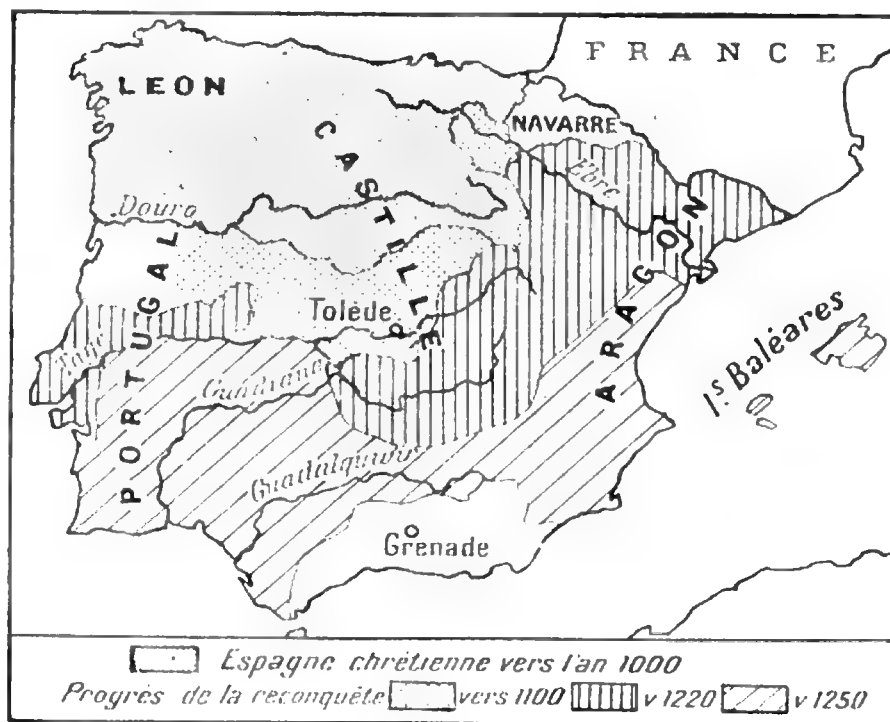 FRANCE
LEON
NAVARRE
CASTILLE
Ebre
Douro
ARAGON
PORTUGAL
Tolède
Tage
Guadiana
Is. Baléares
Guadalquivir
Grenade
Espagne chrétienne vers l'an 1000
Progrès de la reconquête vers 1100 v 1220 v 1250